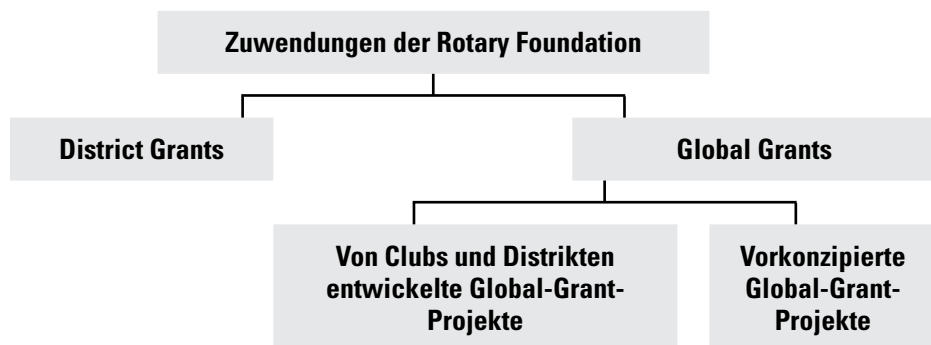 Zuwendungen der Rotary Foundation
District Grants
Global Grants
Von Clubs und Distrikten
entwickelte Global-Grant-
Projekte
Vorkonzipierte
Global-Grant-
Projekte